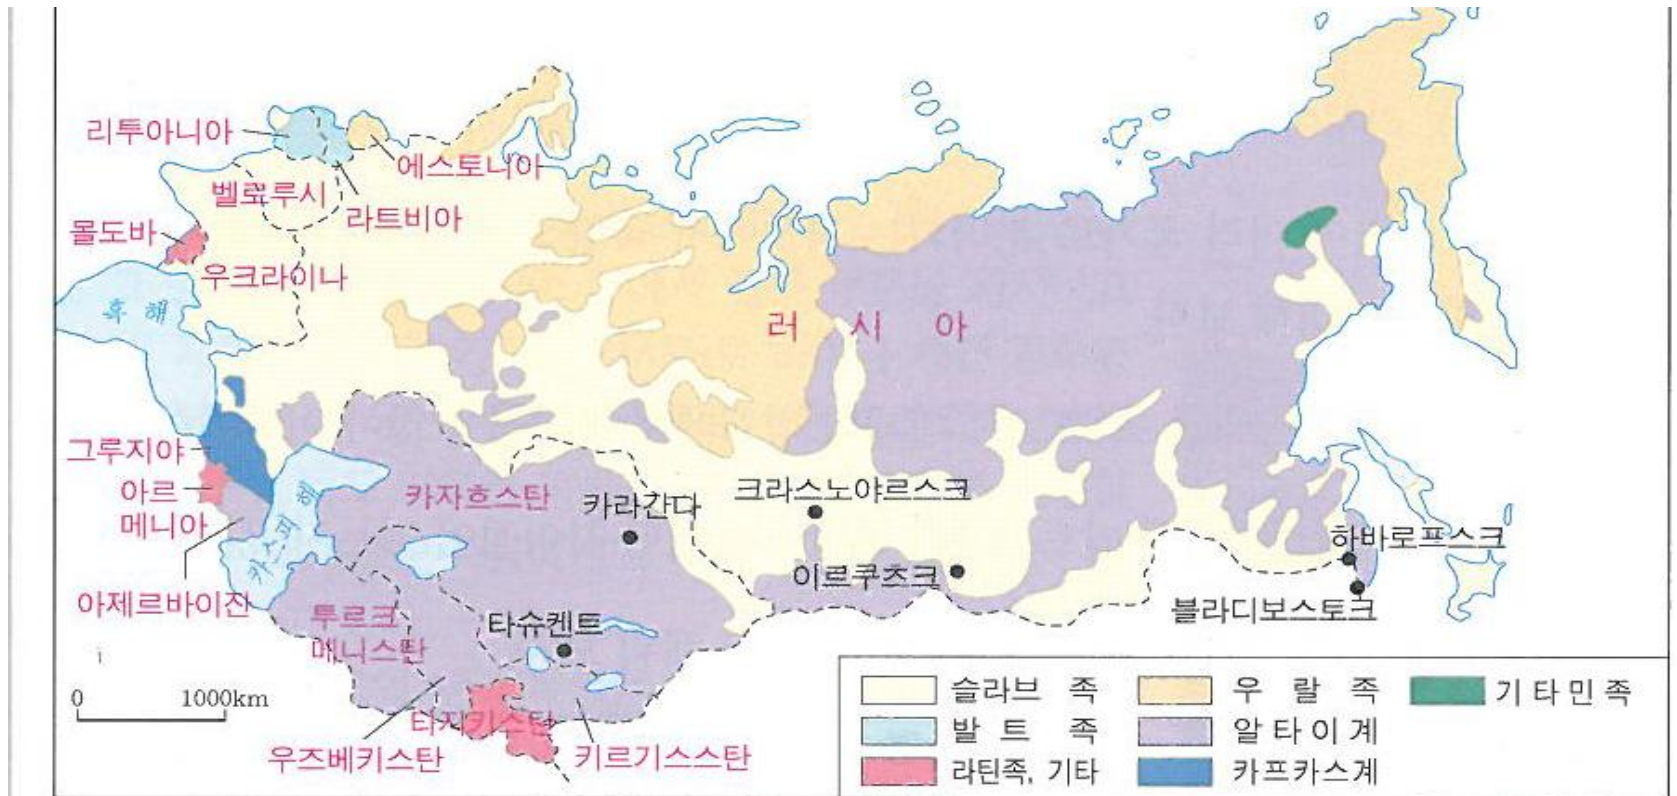 리투아니아
에스토니아
벨로루시
라트비아
몰도바
우크라이나
흑 해
러 시 아
그루지야
아르
메니아
카스피 해
카자흐스탄
카라간다
크라스노야르스크
하바로프스크
이르쿠츠크
아제르바이잔
블라디보스토크
투르크
메니스탄
타슈켄트
0 1000km
타지키스탄
우즈베키스탄
키르기스스탄
슬라브 족
우 랄 족
기타민족
발 트 족
알타이계
라틴족, 기타
카프카스계